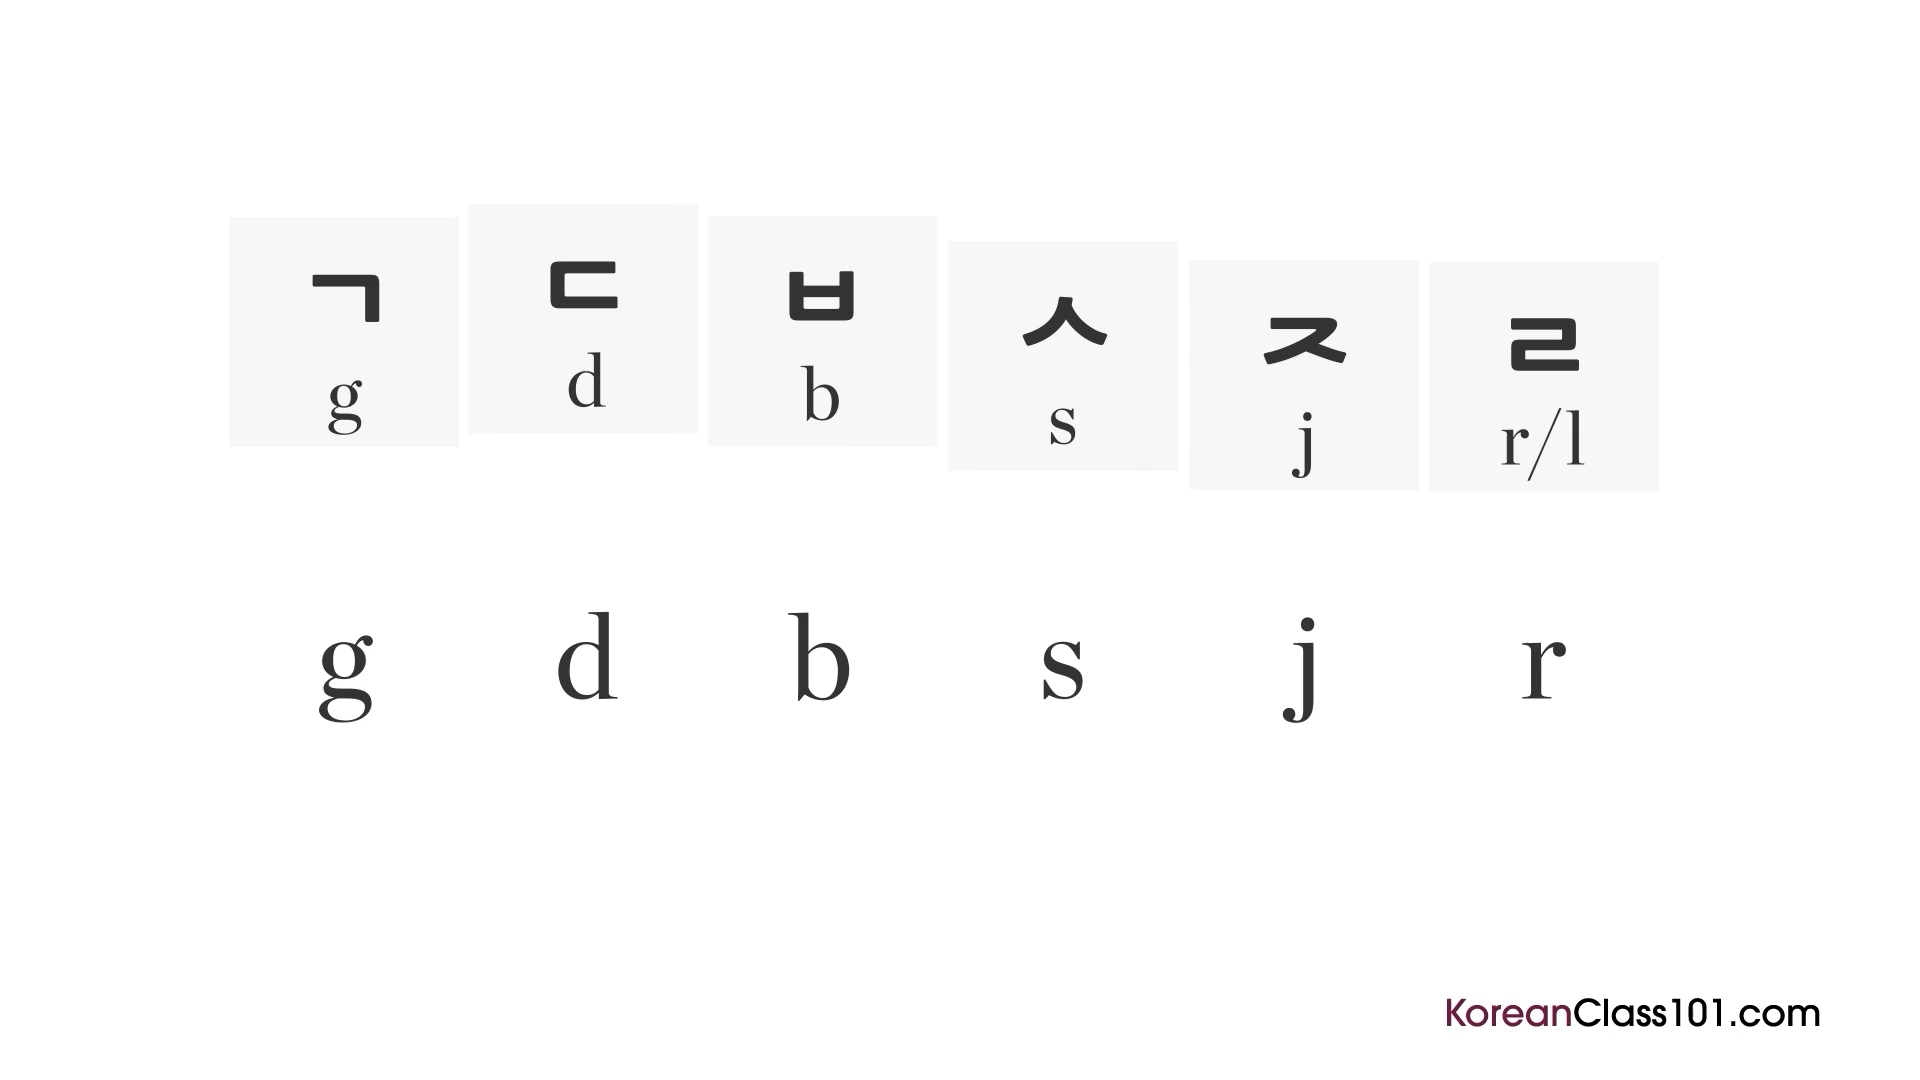 ㄱ ㄷ ㅂ ㅅ ㅈ ㄹ
g d b s j r/l
g d b s j r
KoreanClass101.com